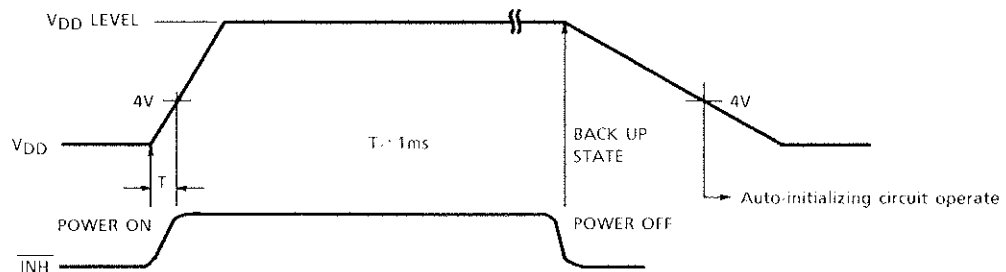 VDD LEVEL
4V
4V
VDD
T
T > 1ms
BACK UP
STATE
Auto-initializing circuit operate
POWER ON
POWER OFF
INH